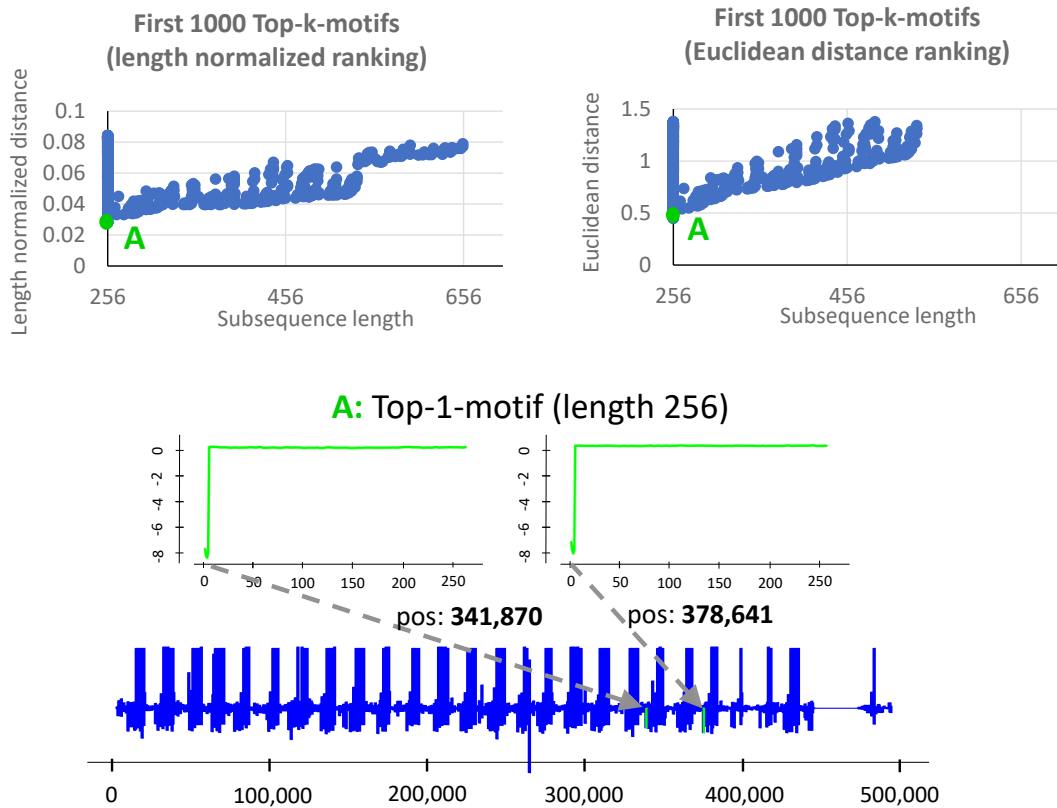 First 1000 Top-k-motifs
(length normalized ranking)
Length normalized distance
0.1
0.08
0.06
0.04
0.02
0
A
256
456
656
Subsequence length
First 1000 Top-k-motifs
(Euclidean distance ranking)
Euclidean distance
1.5
1
0.5
0
A
256
456
656
Subsequence length
A: Top-1-motif (length 256)
0
-2
-4
-6
-8
0 50 100 150 200 250
0
-2
-4
-6
-8
0 50 100 150 200 250
pos: 341,870
pos: 378,641
0 100,000 200,000 300,000 400,000 500,000